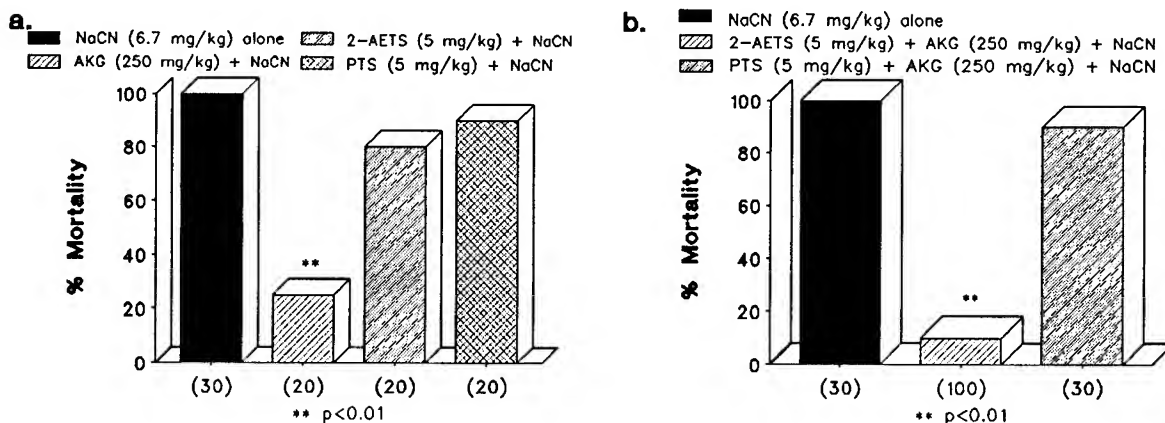 a.
NaCN (6.7 mg/kg) alone 2-AETS (5 mg/kg) + NaCN
AKG (250 mg/kg) + NaCN PTS (5 mg/kg) + NaCN
% Mortality
100
80
60
40
20
0
**
(30) (20) (20) (20)
** p<0.01
b.
NaCN (6.7 mg/kg) alone
2-AETS (5 mg/kg) + AKG (250 mg/kg) + NaCN
PTS (5 mg/kg) + AKG (250 mg/kg) + NaCN
% Mortality
100
80
60
40
20
0
**
(30) (100) (30)
** p<0.01